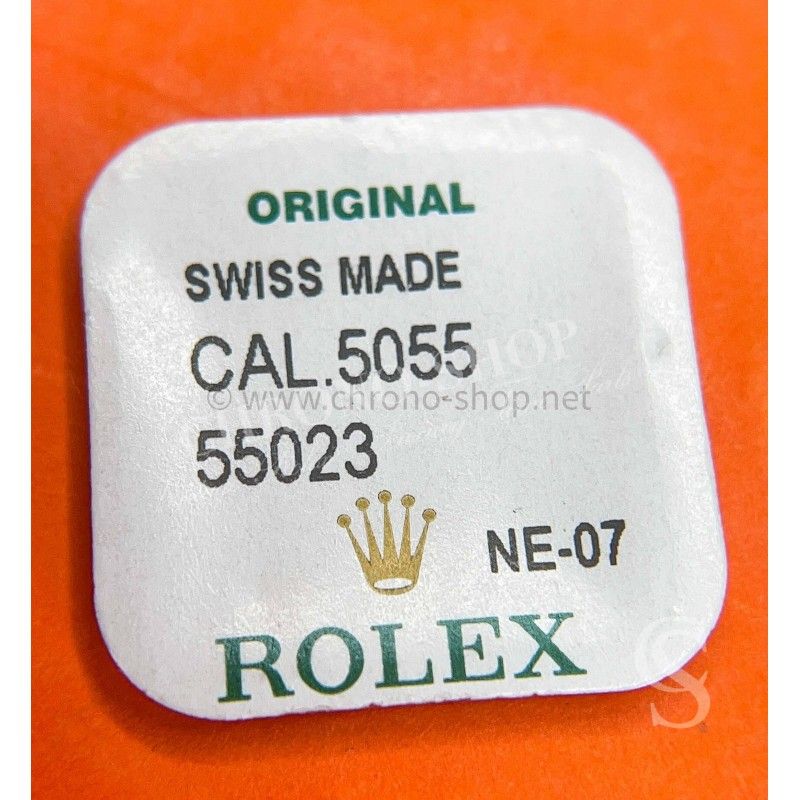 ORIGINAL
SWISS MADE
CAL.5055
© www.chrono-shop.net
55023
NE-07
ROLEX